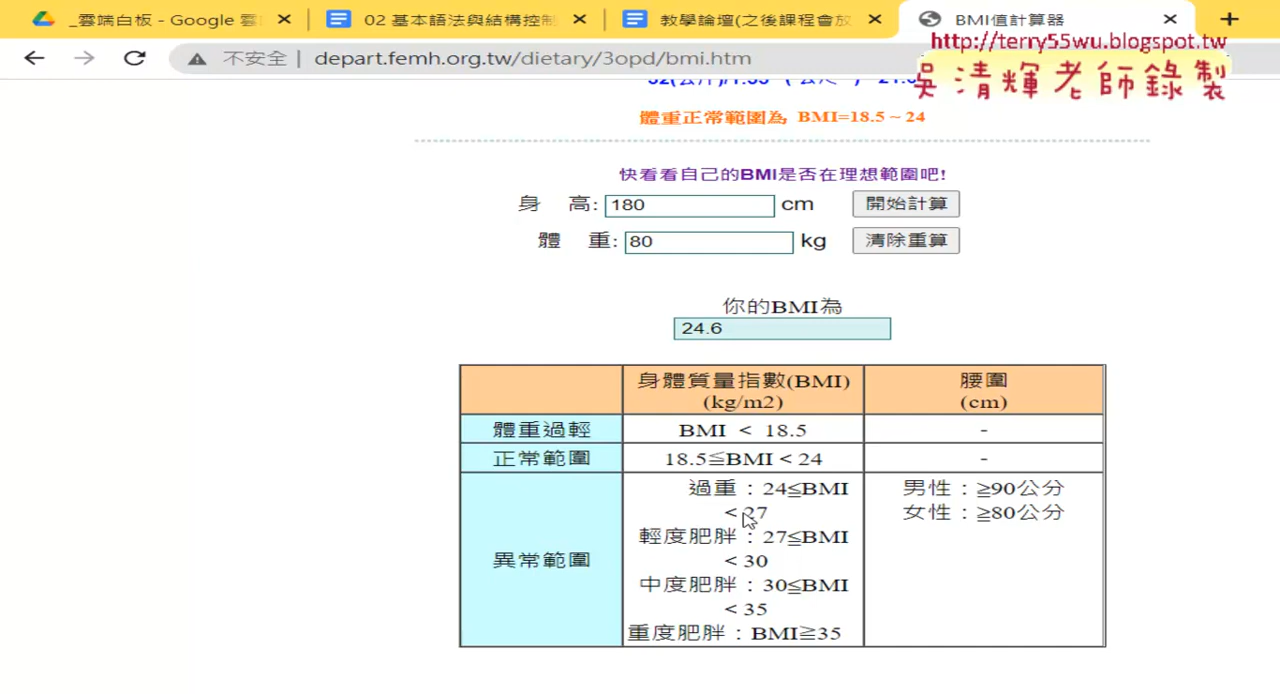 _雲端白板 - Google 雲
02 基本語法與結構控制
教學論壇(之後課程會放
BMI值計算器
http://terry55wu.blogspot.tw
不安全 | depart.femh.org.tw/dietary/3opd/bmi.htm
吳清輝老師錄製
體重正常範圍為 BMI=18.5 ~ 24
快看看自己的BMI是否在理想範圍吧!
身 高: 180 cm 開始計算
體 重: 80 kg 清除重算
你的BMI為
24.6
身體質量指數(BMI) 腰圍
(kg/m2) (cm)
體重過輕 BMI < 18.5 -
正常範圍 18.5≦BMI < 24 -
過重：24≦BMI 男性：≧90公分
< 27 女性：≧80公分
輕度肥胖：27≦BMI
異常範圍 < 30
中度肥胖：30≦BMI
< 35
重度肥胖：BMI≧35